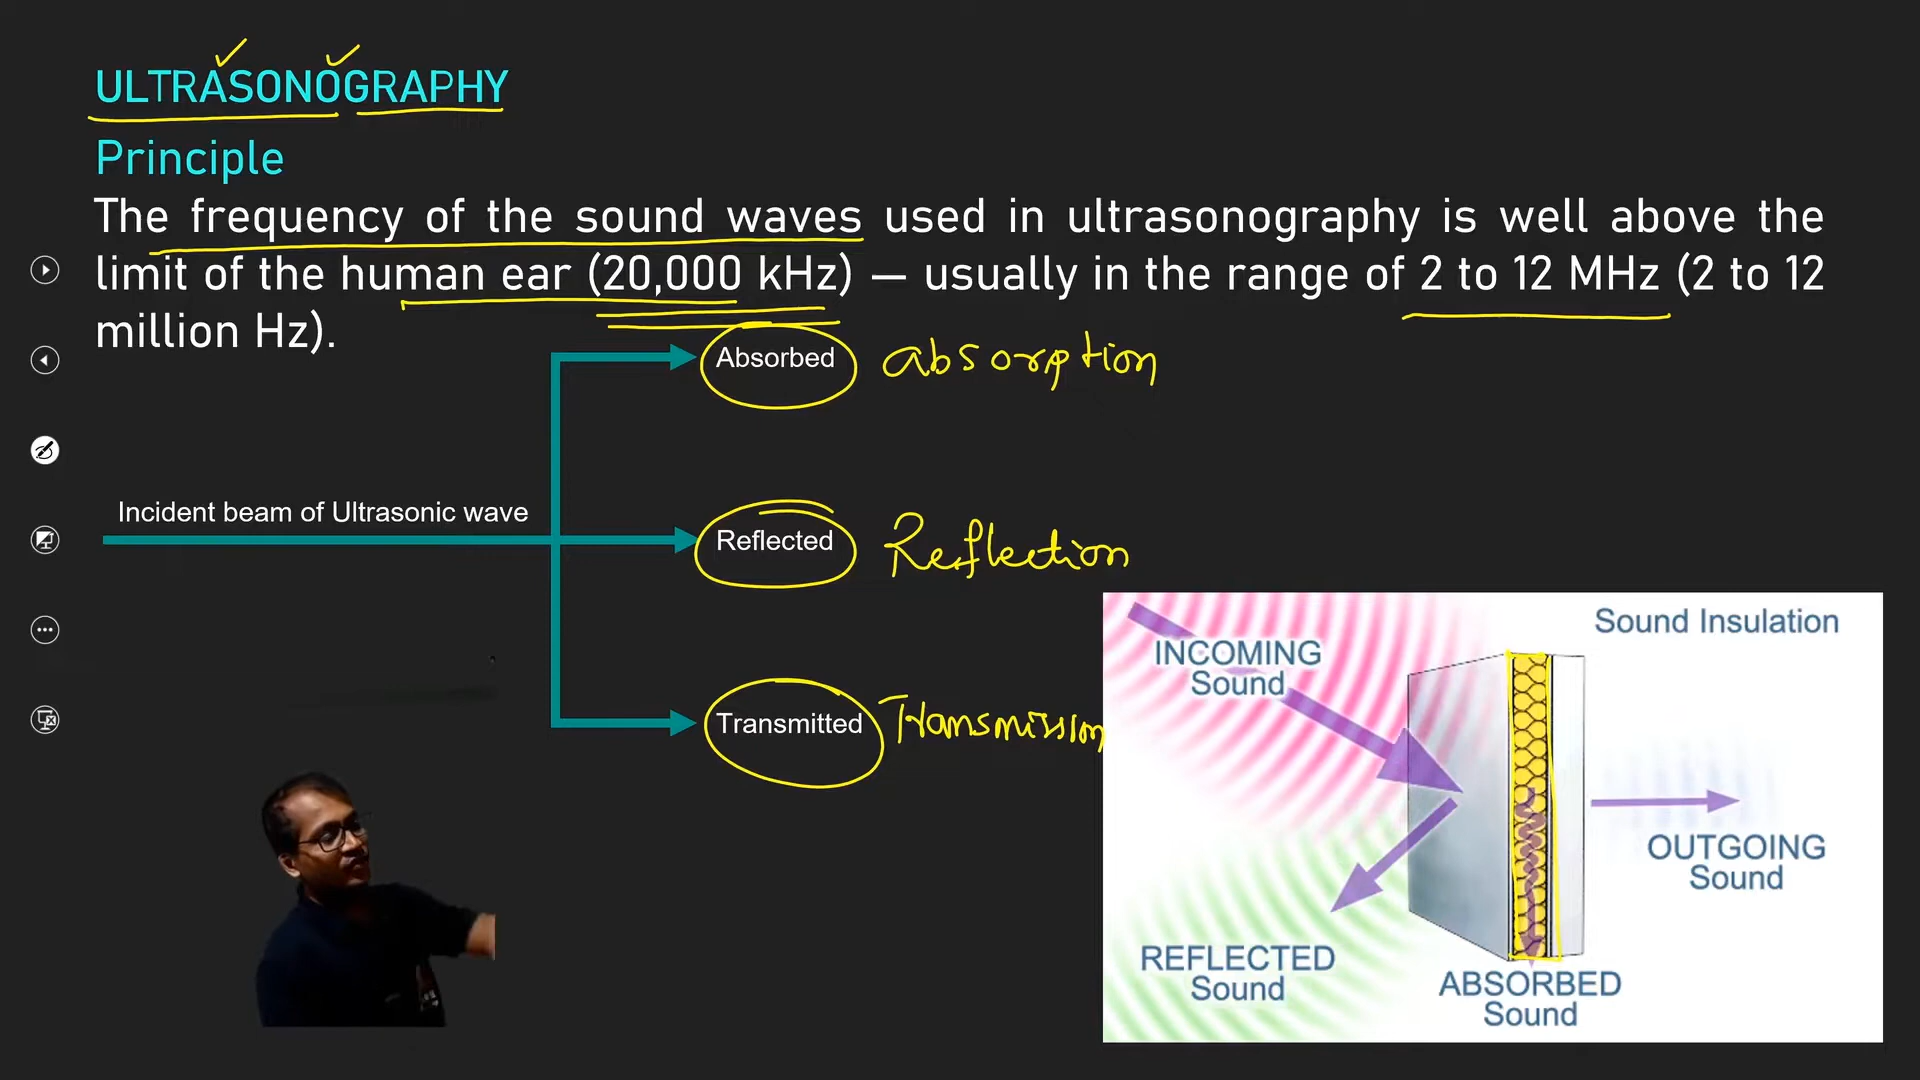 ULTRASONOGRAPHY
Principle
The frequency of the sound waves used in ultrasonography is well above the
limit of the human ear (20,000 kHz) — usually in the range of 2 to 12 MHz (2 to 12
million Hz).
Absorbed absorption
Incident beam of Ultrasonic wave
Reflected Reflection
Transmitted Transmission
Sound Insulation
INCOMING
Sound
OUTGOING
Sound
REFLECTED
Sound
ABSORBED
Sound